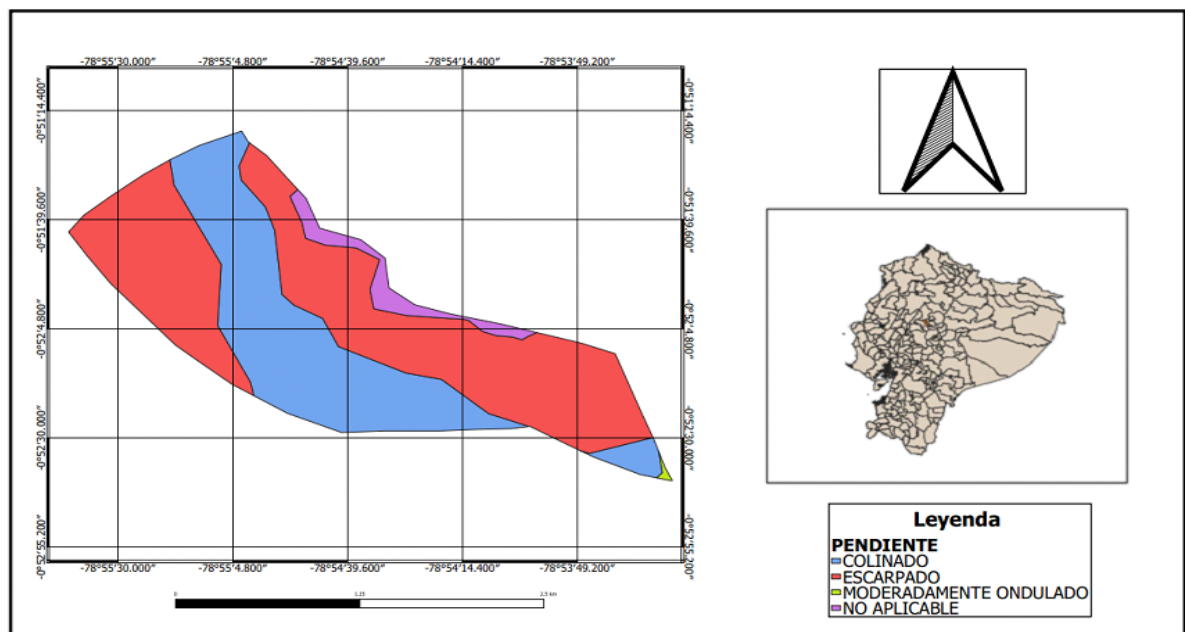 -78°55'30.000" -78°55'4.800" -78°54'39.600" -78°54'14.400" -78°53'49.200"
-0°51'14.400"
-0°51'39.600"
-0°52'4.800"
-0°52'30.000"
-0°52'55.200"
-0°51'14.400"
-0°51'39.600"
-0°52'4.800"
-0°52'30.000"
-0°52'55.200"
-78°55'30.000" -78°55'4.800" -78°54'39.600" -78°54'14.400" -78°53'49.200"
0 1.25 2.5 km
Leyenda
PENDIENTE
COLINADO
ESCARPADO
MODERADAMENTE ONDULADO
NO APLICABLE